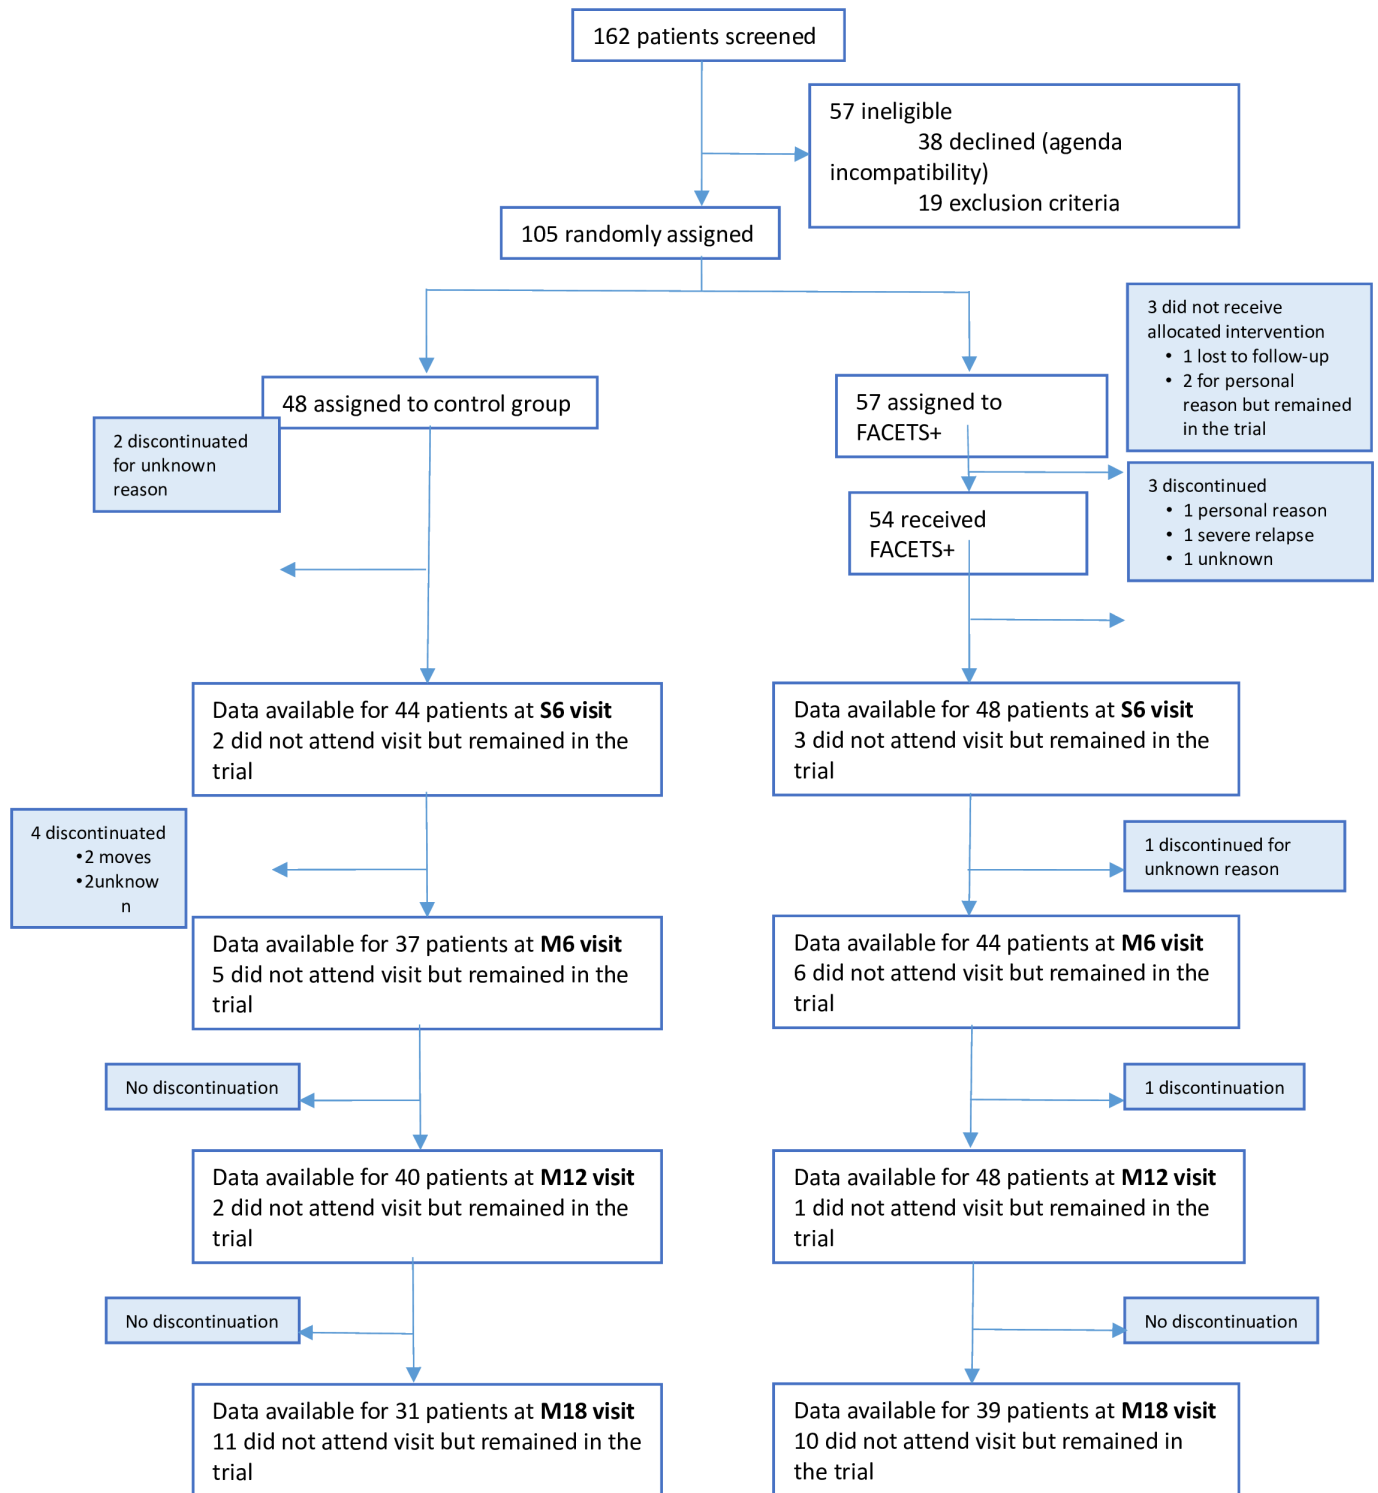 162 patients screened
57 ineligible
38 declined (agenda
incompatibility)
19 exclusion criteria
105 randomly assigned
3 did not receive
allocated intervention
• 1 lost to follow-up
• 2 for personal
reason but remained
in the trial
48 assigned to control group
57 assigned to
FACETS+
2 discontinuated
for unknown
reason
3 discontinued
• 1 personal reason
• 1 severe relapse
• 1 unknown
54 received
FACETS+
Data available for 44 patients at S6 visit
2 did not attend visit but remained in the
trial
Data available for 48 patients at S6 visit
3 did not attend visit but remained in the
trial
4 discontinuated
•2 moves
•2unknow
n
1 discontinued for
unknown reason
Data available for 37 patients at M6 visit
5 did not attend visit but remained in the
trial
Data available for 44 patients at M6 visit
6 did not attend visit but remained in the
trial
No discontinuation
1 discontinuation
Data available for 40 patients at M12 visit
2 did not attend visit but remained in the
trial
Data available for 48 patients at M12 visit
1 did not attend visit but remained in the
trial
No discontinuation
No discontinuation
Data available for 31 patients at M18 visit
11 did not attend visit but remained in the
trial
Data available for 39 patients at M18 visit
10 did not attend visit but remained in
the trial